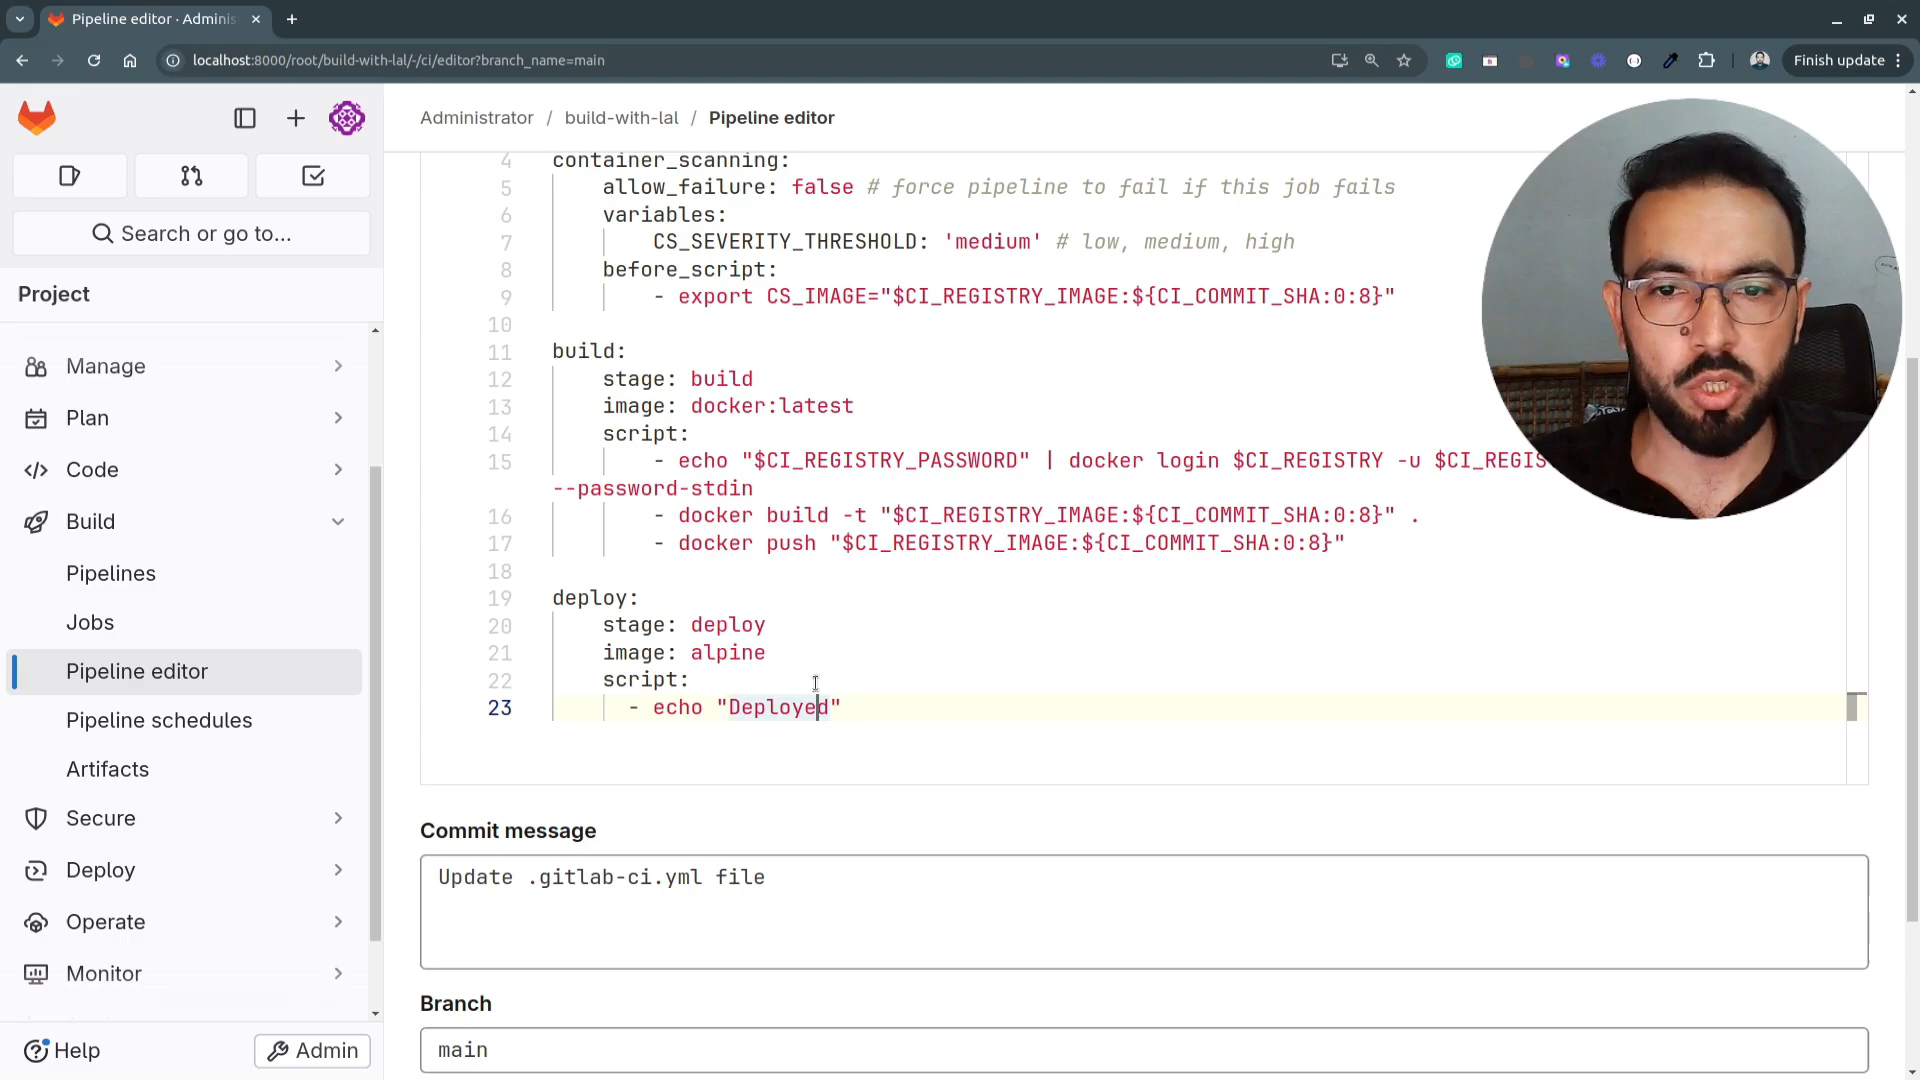 Pipeline editor · Adminis
localhost:8000/root/build-with-lal/-/ci/editor?branch_name=main
Finish update
Administrator / build-with-lal / Pipeline editor
Search or go to...
Project
Manage
Plan
Code
Build
Pipelines
Jobs
Pipeline editor
Pipeline schedules
Artifacts
Secure
Deploy
Operate
Monitor
Help
Admin
4 container_scanning:
5 allow_failure: false # force pipeline to fail if this job fails
6 variables:
7 CS_SEVERITY_THRESHOLD: 'medium' # low, medium, high
8 before_script:
9 - export CS_IMAGE="$CI_REGISTRY_IMAGE:${CI_COMMIT_SHA:0:8}"
10
11 build:
12 stage: build
13 image: docker:latest
14 script:
15 - echo "$CI_REGISTRY_PASSWORD" | docker login $CI_REGISTRY -u $CI_REGIS
--password-stdin
16 - docker build -t "$CI_REGISTRY_IMAGE:${CI_COMMIT_SHA:0:8}" .
17 - docker push "$CI_REGISTRY_IMAGE:${CI_COMMIT_SHA:0:8}"
18
19 deploy:
20 stage: deploy
21 image: alpine
22 script:
23 - echo "Deployed"
Commit message
Update .gitlab-ci.yml file
Branch
main